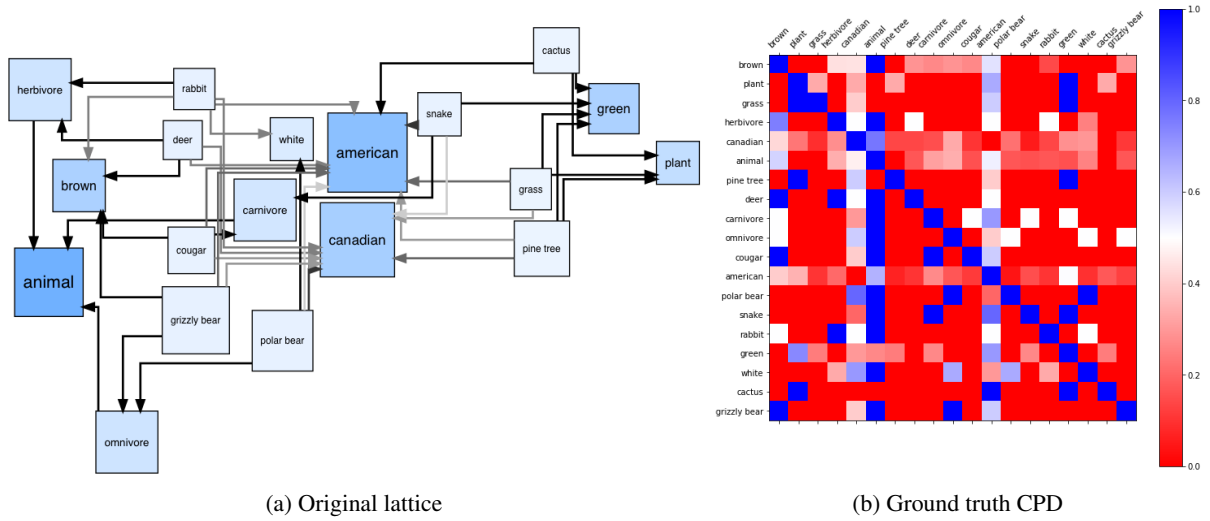 cactus
herbivore
rabbit
snake
green
white
deer
american
plant
brown
grass
carnivore
canadian
cougar
pine tree
animal
grizzly bear
polar bear
omnivore
(a) Original lattice
brown
plant
grass
herbivore
canadian
animal
pine tree
deer
carnivore
omnivore
cougar
american
polar bear
snake
rabbit
green
white
cactus
grizzly bear
brown
plant
grass
herbivore
canadian
animal
pine tree
deer
carnivore
omnivore
cougar
american
polar bear
snake
rabbit
green
white
cactus
grizzly bear
1.0
0.8
0.6
0.4
0.2
0.0
(b) Ground truth CPD